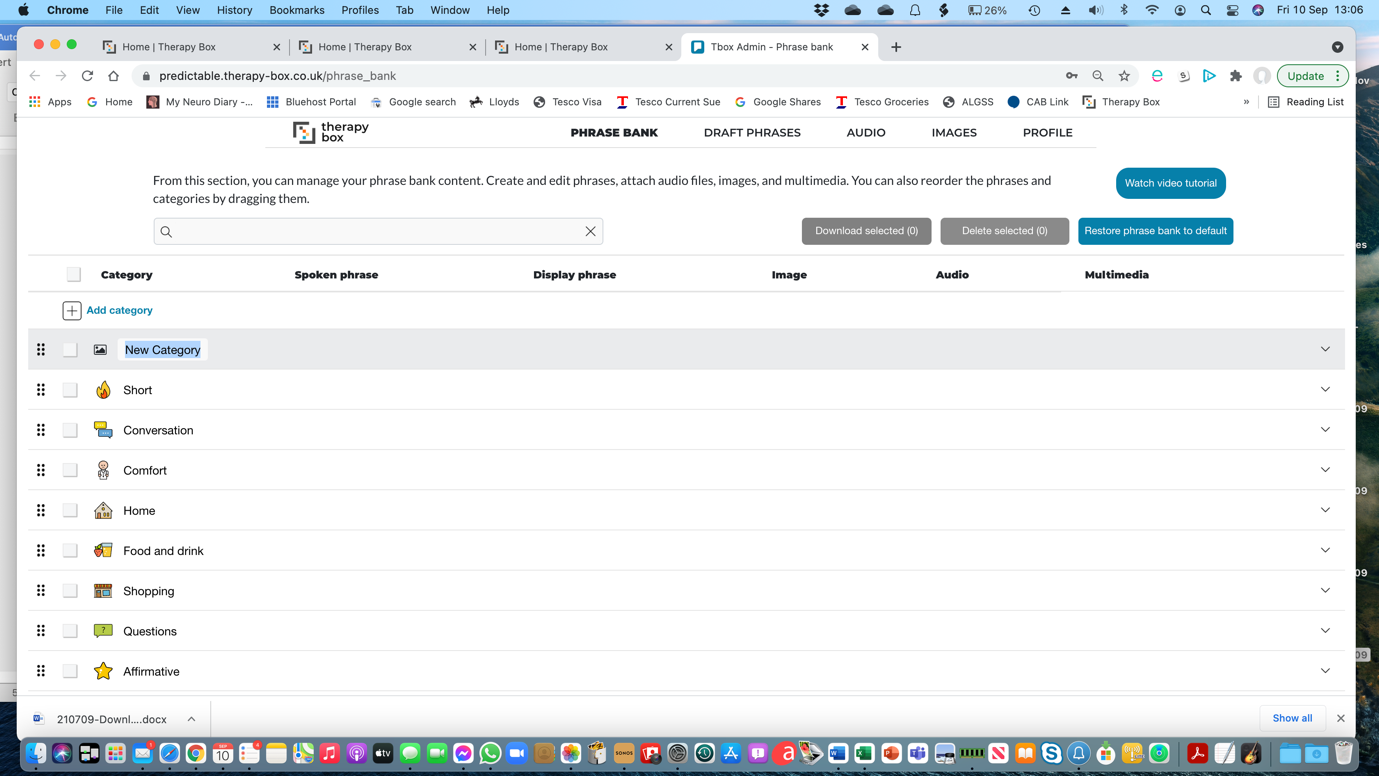 Chrome File Edit View History Bookmarks Profiles Tab Window Help 26% Fri 10 Sep 13:06
Home | Therapy Box Home | Therapy Box Home | Therapy Box Tbox Admin - Phrase bank
predictable.therapy-box.co.uk/phrase_bank Update
Apps Home My Neuro Diary -... Bluehost Portal Google search Lloyds Tesco Visa Tesco Current Sue Google Shares Tesco Groceries ALGSS CAB Link Therapy Box » Reading List
therapy box PHRASE BANK DRAFT PHRASES AUDIO IMAGES PROFILE
From this section, you can manage your phrase bank content. Create and edit phrases, attach audio files, images, and multimedia. You can also reorder the phrases and
categories by dragging them.
Watch video tutorial
Download selected (0) Delete selected (0) Restore phrase bank to default
Category Spoken phrase Display phrase Image Audio Multimedia
Add category
New Category
Short
Conversation
Comfort
Home
Food and drink
Shopping
Questions
Affirmative
210709-Downl....docx Show all
SEP 10 tv SONOS